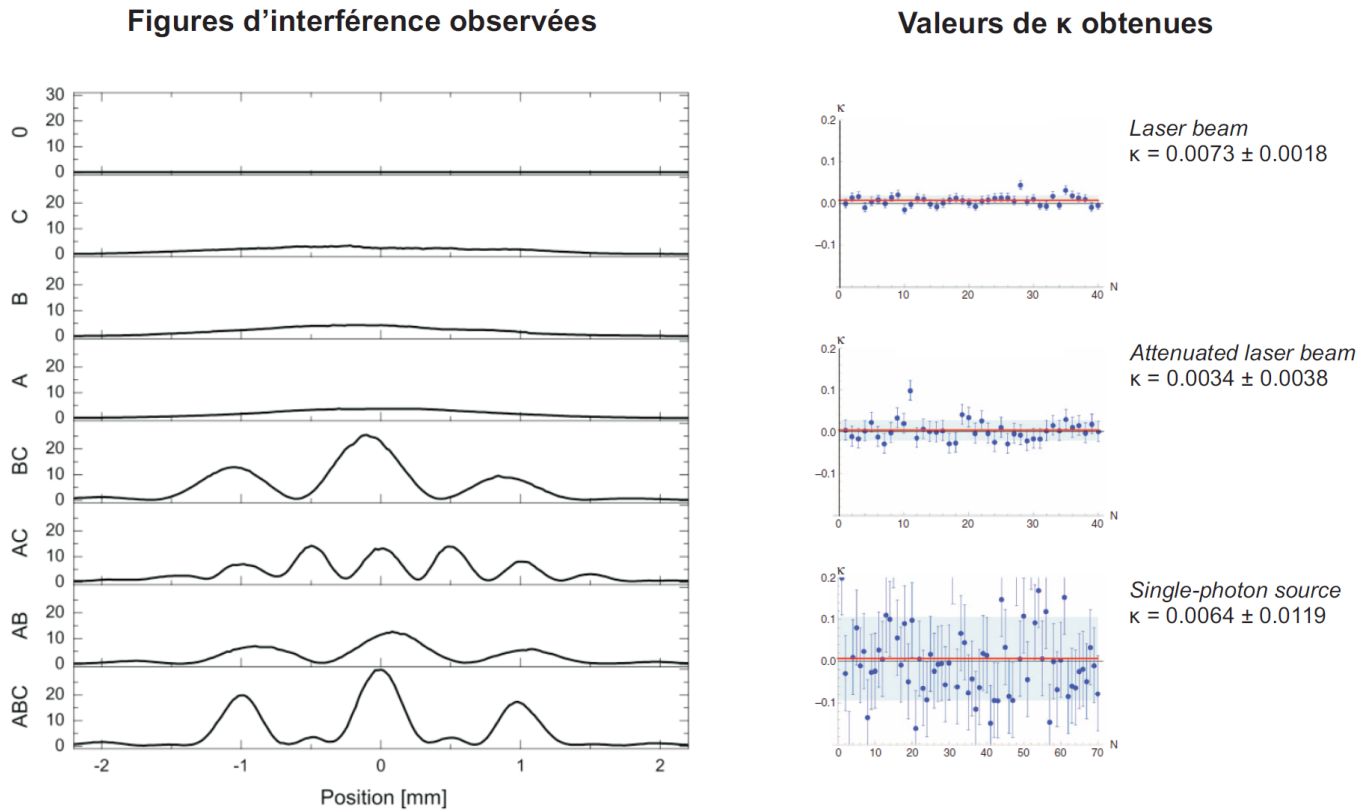 Figures d’interférence observées
Valeurs de κ obtenues
0
30
20
10
0
C
20
10
0
B
20
10
0
A
20
10
0
BC
20
10
0
AC
20
10
0
AB
20
10
0
ABC
20
10
0
-2 -1 0 1 2
Position [mm]
κ
0.2
0.1
0.0
−0.1
0 10 20 30 40 N
Laser beam
κ = 0.0073 ± 0.0018
κ
0.2
0.1
0.0
−0.1
0 10 20 30 40 N
Attenuated laser beam
κ = 0.0034 ± 0.0038
κ
0.2
0.1
0.0
−0.1
0 10 20 30 40 50 60 70 N
Single-photon source
κ = 0.0064 ± 0.0119